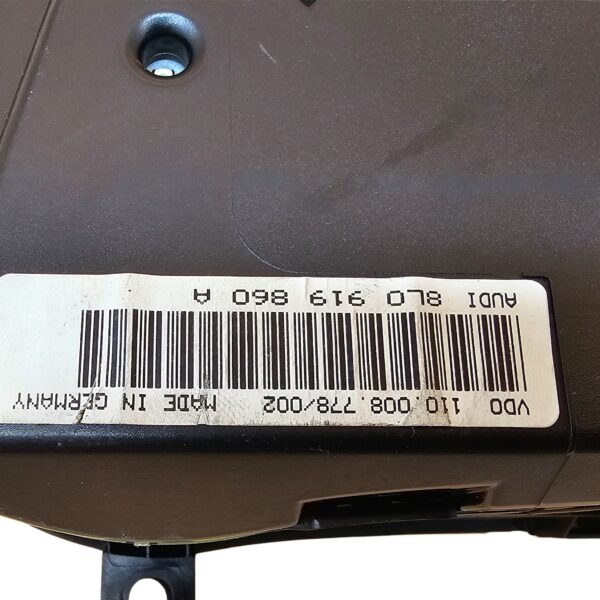 VDO 110.008.778/002 MADE IN GERMANY
AUDI 8L0 919 860 A